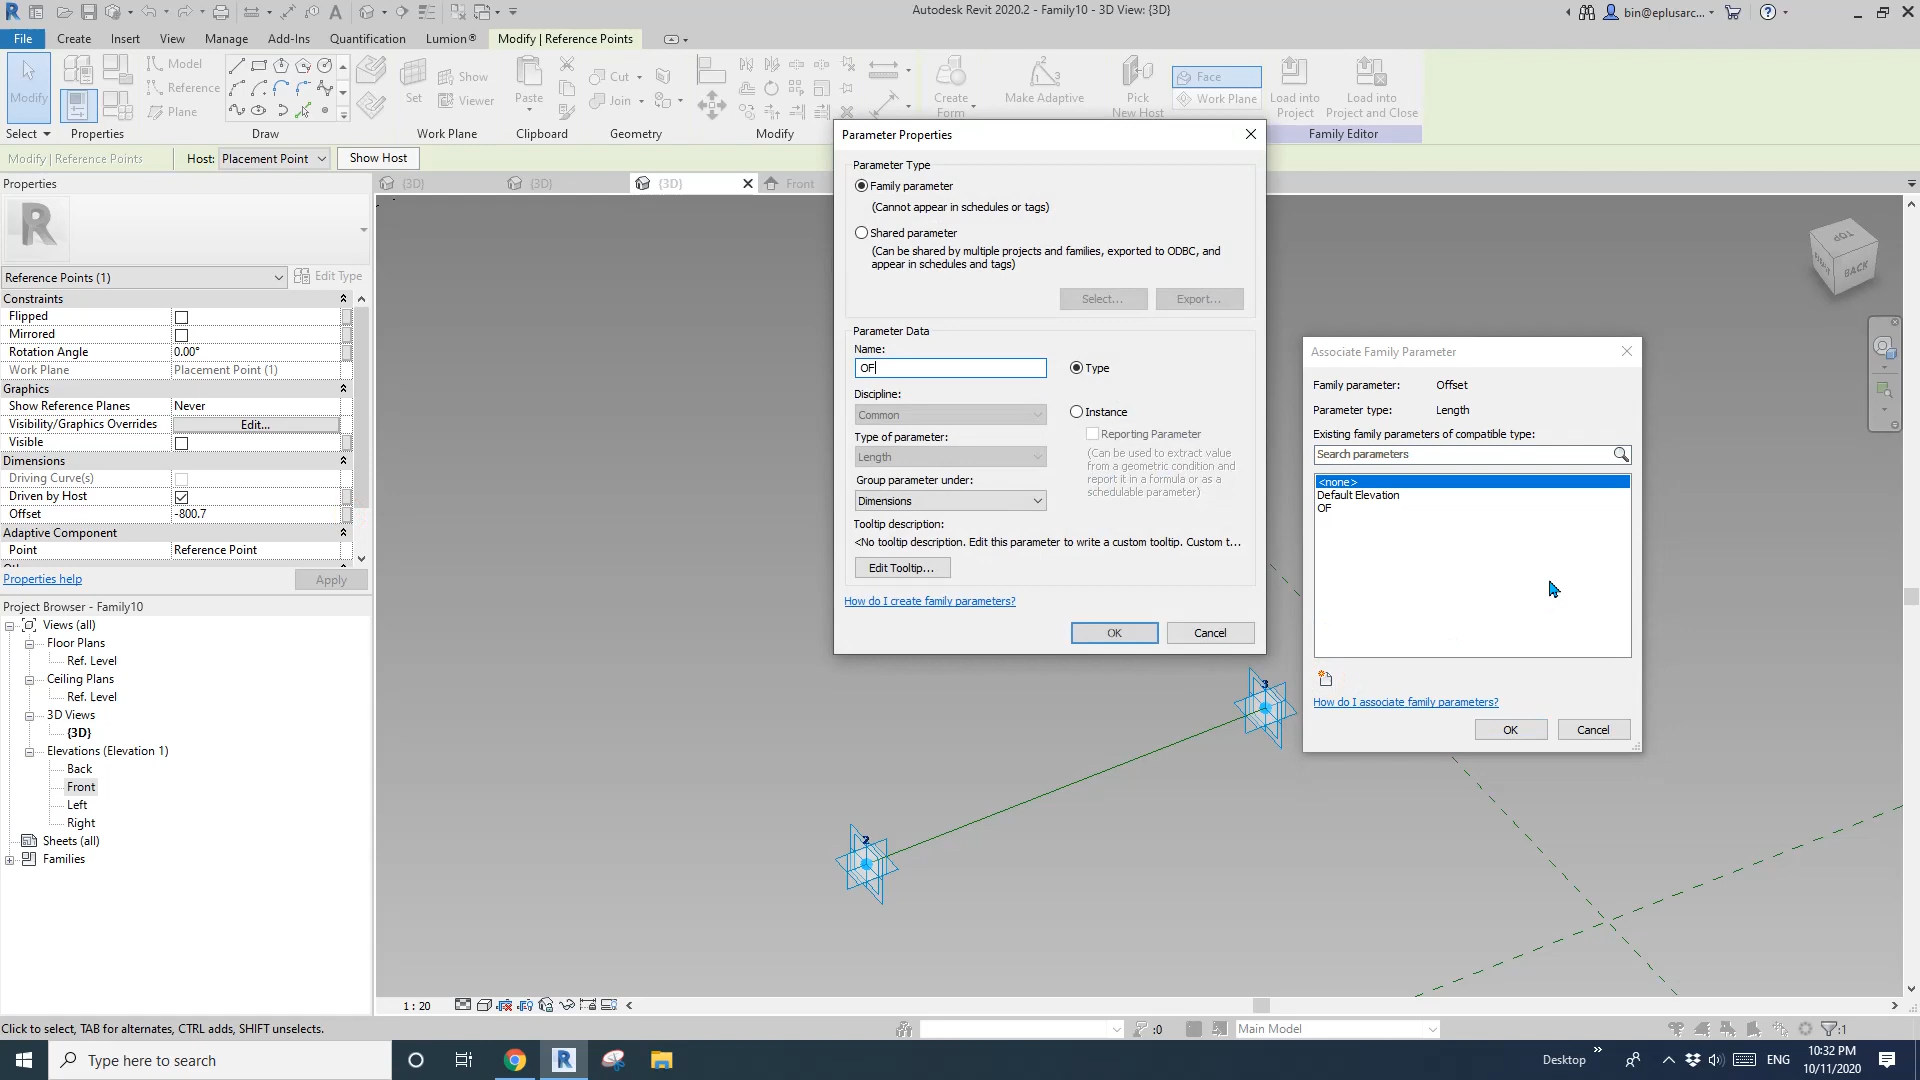 Autodesk Revit 2020.2 - Family10 - 3D View: {3D}
bin@eplusarc...
File Create Insert View Manage Add-Ins Quantification Lumion® Modify | Reference Points
Modify
Model
Reference
Plane
Set
Show
Viewer
Paste
Cut
Join
Create Form
Make Adaptive
Pick New Host
Face
Work Plane
Load into Project
Load into Project and Close
Select Properties Draw Work Plane Clipboard Geometry Modify Family Editor
Modify | Reference Points Host: Placement Point Show Host
Properties
{3D} {3D} {3D} Front
Reference Points (1) Edit Type
Constraints
Flipped
Mirrored
Rotation Angle 0.00°
Work Plane Placement Point (1)
Graphics
Show Reference Planes Never
Visibility/Graphics Overrides Edit...
Visible
Dimensions
Driving Curve(s)
Driven by Host
Offset -800.7
Adaptive Component
Point Reference Point
Properties help Apply
Project Browser - Family10
Views (all)
Floor Plans
Ref. Level
Ceiling Plans
Ref. Level
3D Views
{3D}
Elevations (Elevation 1)
Back
Front
Left
Right
Sheets (all)
Families
Parameter Properties
Parameter Type
Family parameter
(Cannot appear in schedules or tags)
Shared parameter
(Can be shared by multiple projects and families, exported to ODBC, and
appear in schedules and tags)
Select... Export...
Parameter Data
Name:
OF
Type
Discipline:
Common
Instance
Reporting Parameter
Type of parameter:
Length
(Can be used to extract value
from a geometric condition and
report it in a formula or as a
schedulable parameter)
Group parameter under:
Dimensions
Tooltip description:
<No tooltip description. Edit this parameter to write a custom tooltip. Custom t...
Edit Tooltip...
How do I create family parameters?
OK Cancel
Associate Family Parameter
Family parameter: Offset
Parameter type: Length
Existing family parameters of compatible type:
Search parameters
<none>
Default Elevation
OF
How do I associate family parameters?
OK Cancel
TOP
BACK
3
2
1 : 20
Click to select, TAB for alternates, CTRL adds, SHIFT unselects.
:0
Main Model
:1
Type here to search
Desktop
ENG
10:32 PM
10/11/2020